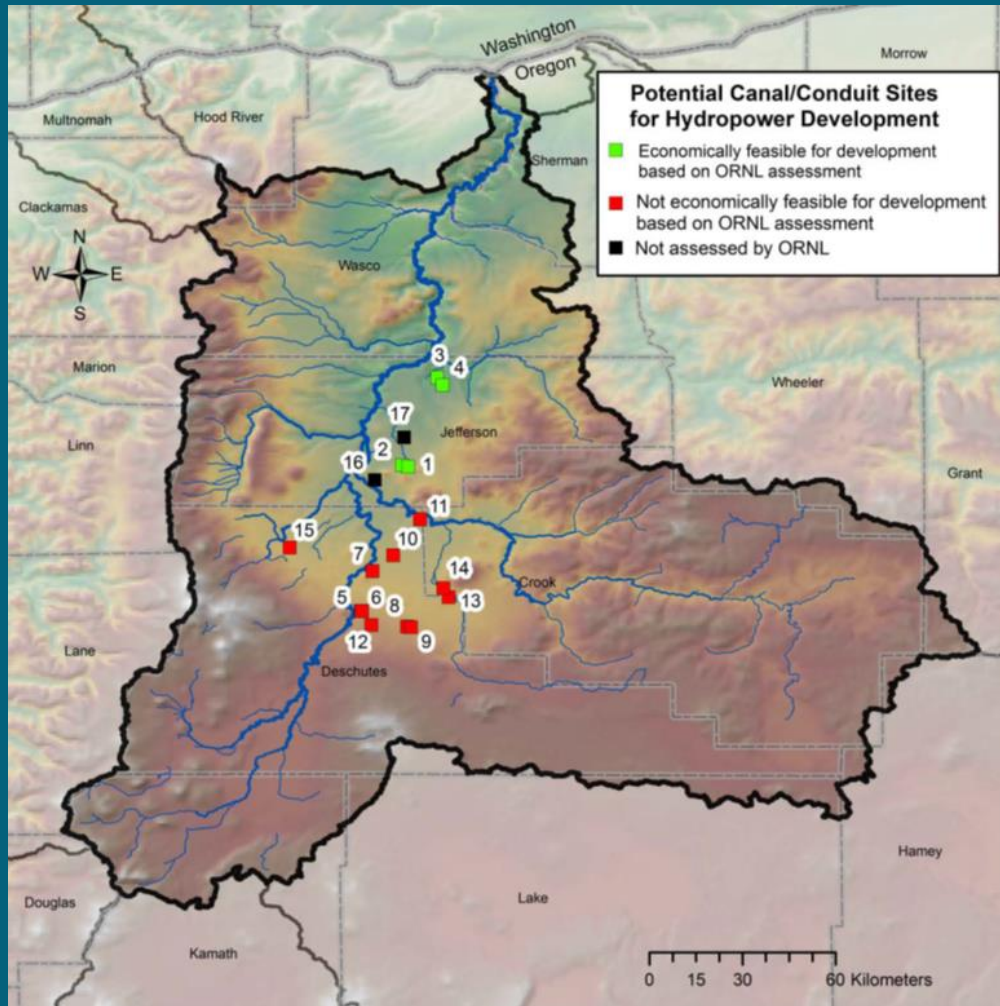 Washington
Oregon
Morrow
Potential Canal/Conduit Sites
for Hydropower Development
Economically feasible for development
based on ORNL assessment
Not economically feasible for development
based on ORNL assessment
Not assessed by ORNL
Multnomah
Hood River
Sherman
Clackamas
N
W E
S
Wasco
Marion
3
4
Wheeler
17
Jefferson
Linn
2
16
1
Grant
11
15
10
7
14
Crook
13
5
6
8
12
9
Lane
Deschutes
Harney
Lake
Douglas
Kamath
0 15 30 60 Kilometers